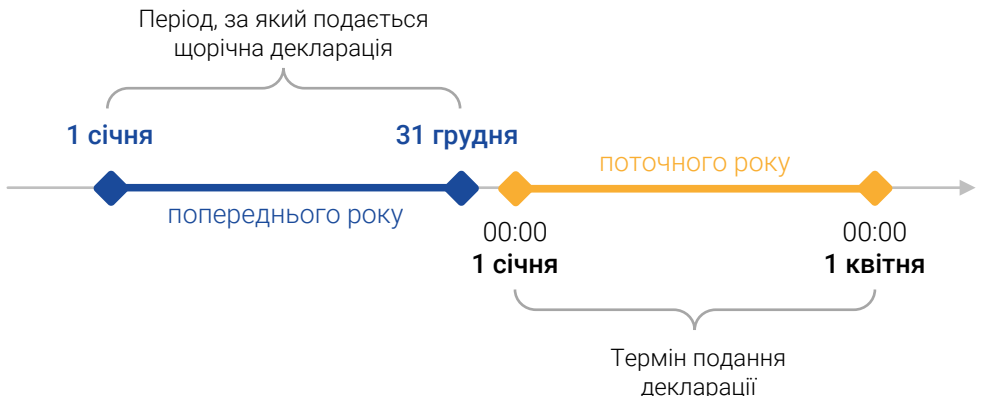 Період, за який подається
щорічна декларація
1 січня
31 грудня
поточного року
попереднього року
00:00
1 січня
00:00
1 квітня
Термін подання
декларації